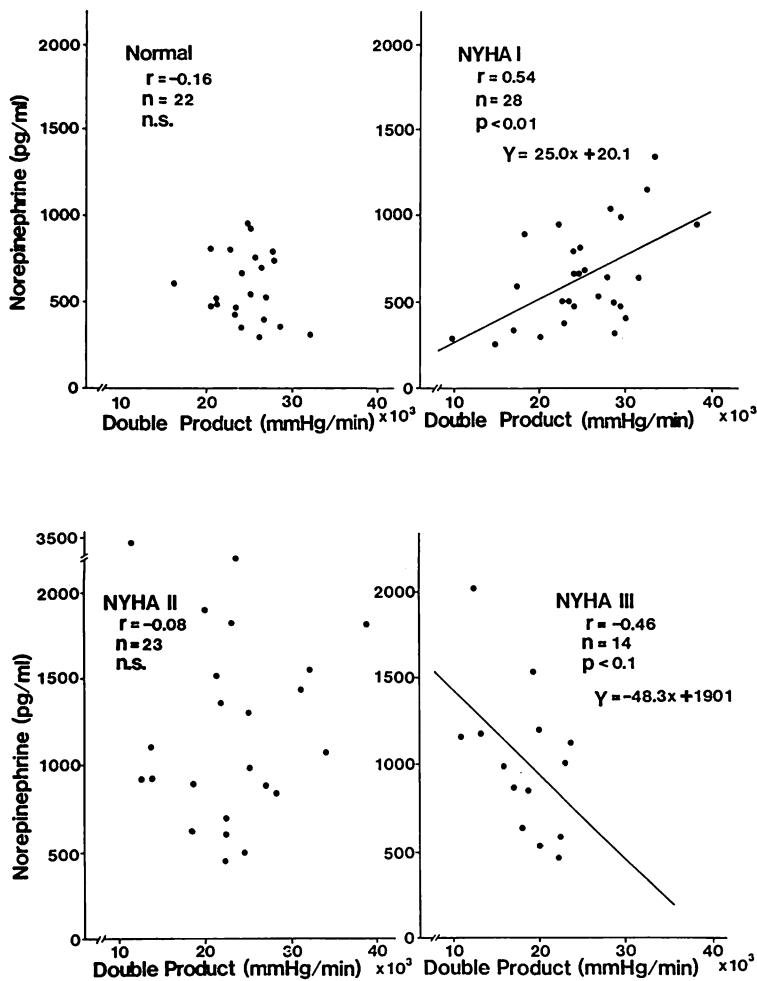 Norepinephrine (pg/ml)
2000
1500
1000
500
0
Normal
r=-0.16
n = 22
n.s.
10 20 30 40
Double Product (mmHg/min) x10³
2000
1500
1000
500
0
NYHA I
r = 0.54
n = 28
p <0.01
Y= 25.0x +20.1
10 20 30 40
Double Product (mmHg/min) x10³
Norepinephrine (pg/ml)
3500
2000
1500
1000
500
0
NYHA II
r=-0.08
n=23
n.s.
10 20 30 40
Double Product (mmHg/min) x10³
2000
1500
1000
500
0
NYHA III
r= -0.46
n= 14
p <0.1
Y=-48.3x+1901
10 20 30 40
Double Product (mmHg/min) x10³